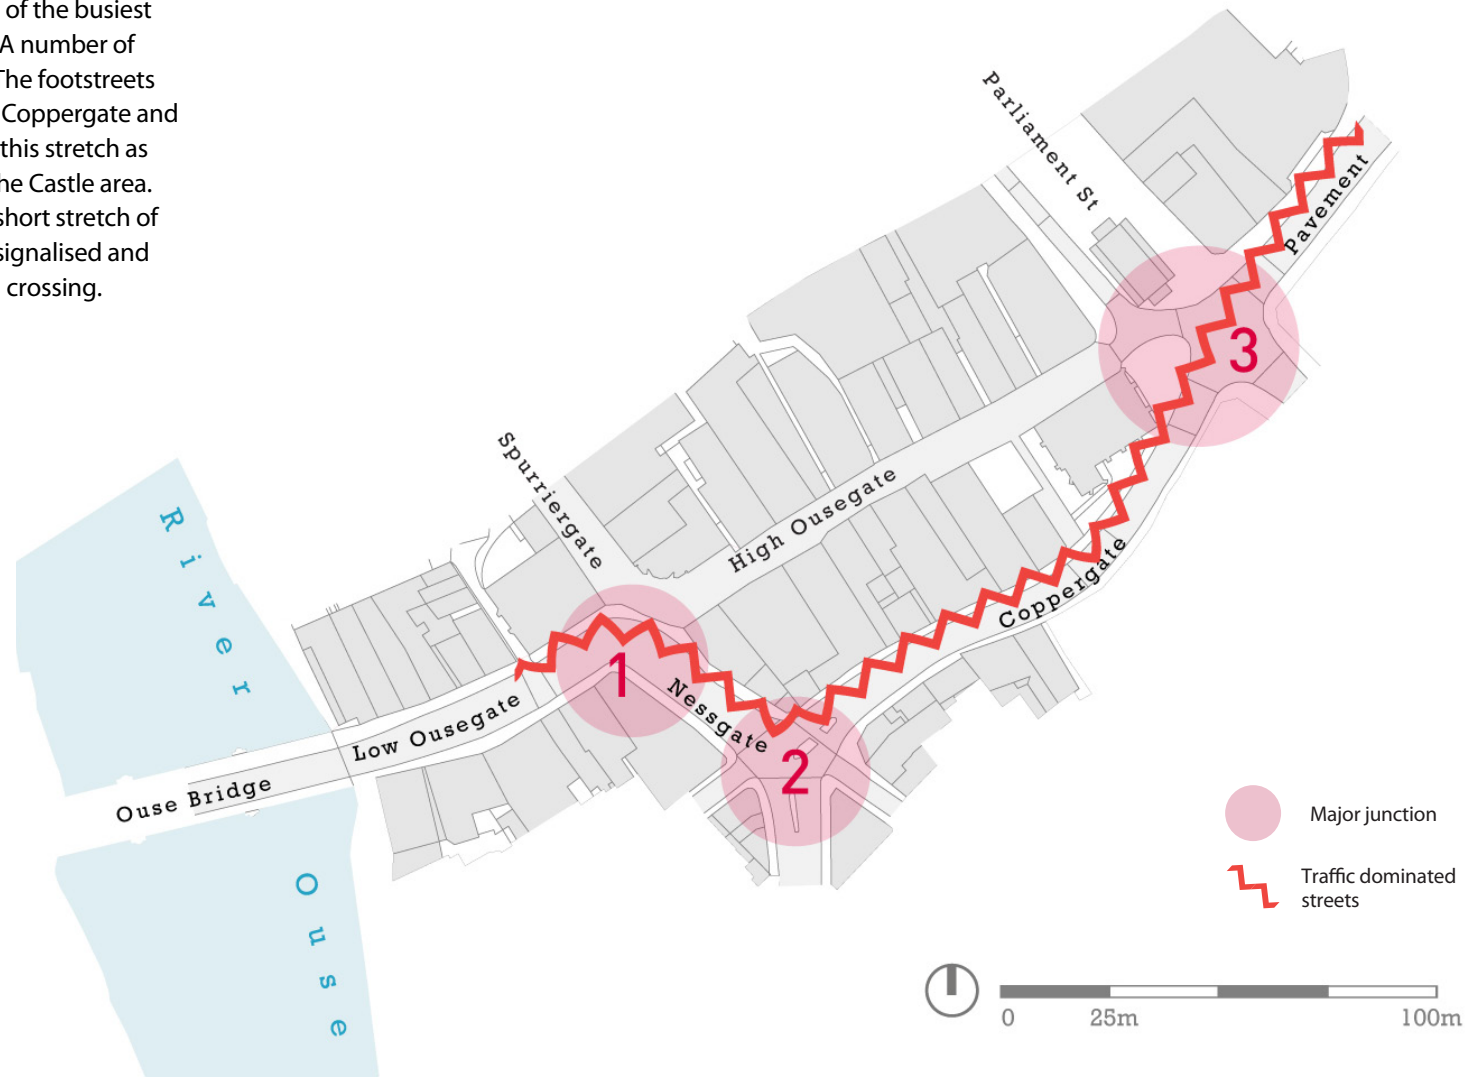 of the busiest
A number of
The footstreets
Coppergate and
this stretch as
he Castle area.
short stretch of
signalised and
crossing.
Parliament St
Pavement
3
Spurriergate
High Ousegate
Coppergate
River
1
Nessgate
Low Ousegate
2
Ouse Bridge
Ouse
Major junction
Traffic dominated
streets
0 25m 100m